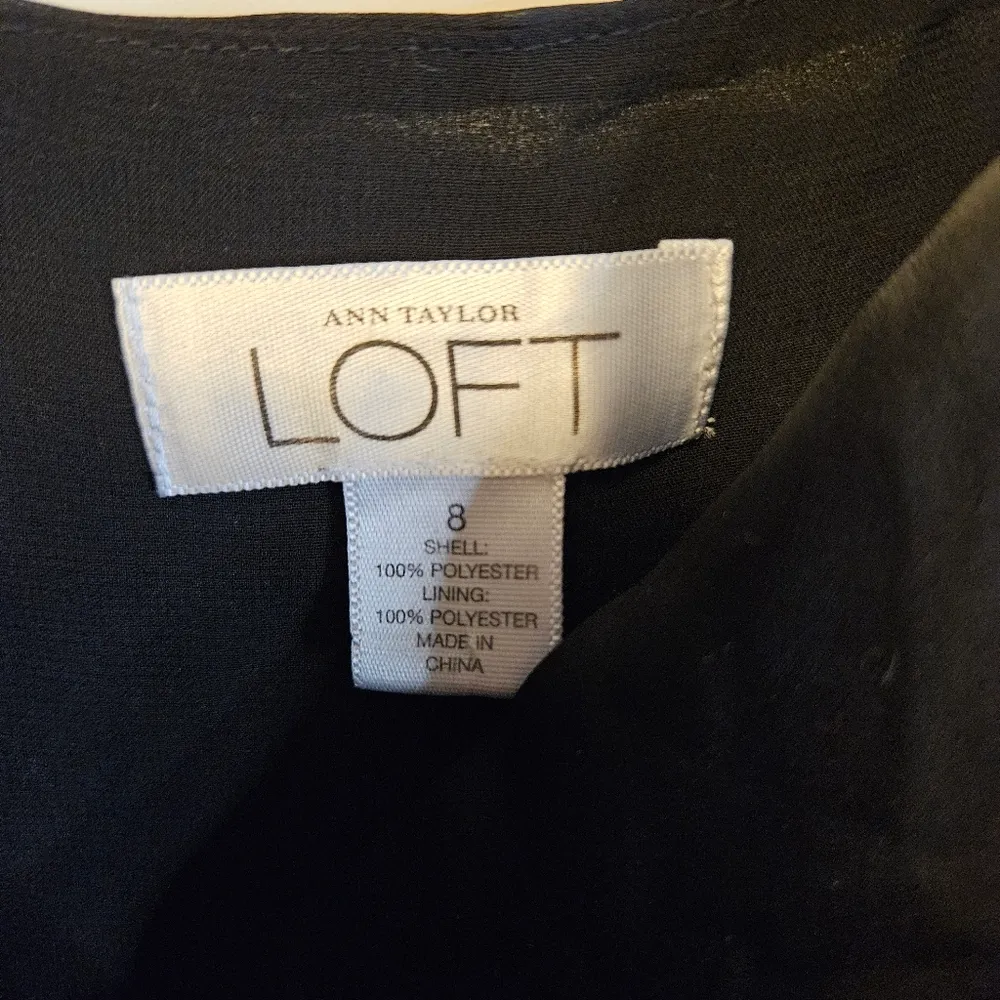 ANN TAYLOR
LOFT
8
SHELL:
100% POLYESTER
LINING:
100% POLYESTER
MADE IN
CHINA